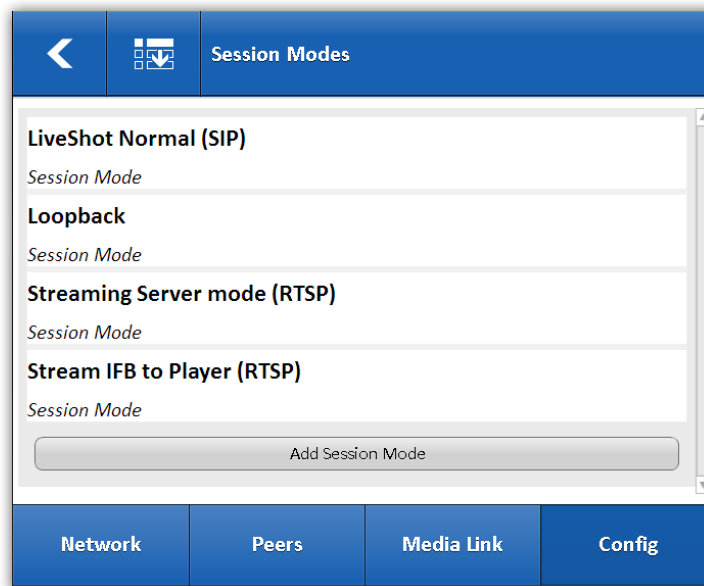 Session Modes
LiveShot Normal (SIP)
Session Mode
Loopback
Session Mode
Streaming Server mode (RTSP)
Session Mode
Stream IFB to Player (RTSP)
Session Mode
Add Session Mode
Network Peers Media Link Config